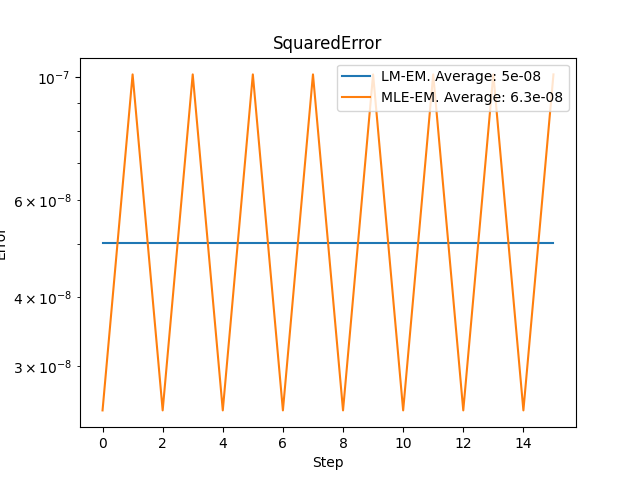 SquaredError
LM-EM. Average: 5e-08
MLE-EM. Average: 6.3e-08
10⁻⁷
6 × 10⁻⁸
4 × 10⁻⁸
3 × 10⁻⁸
Error
0 2 4 6 8 10 12 14
Step